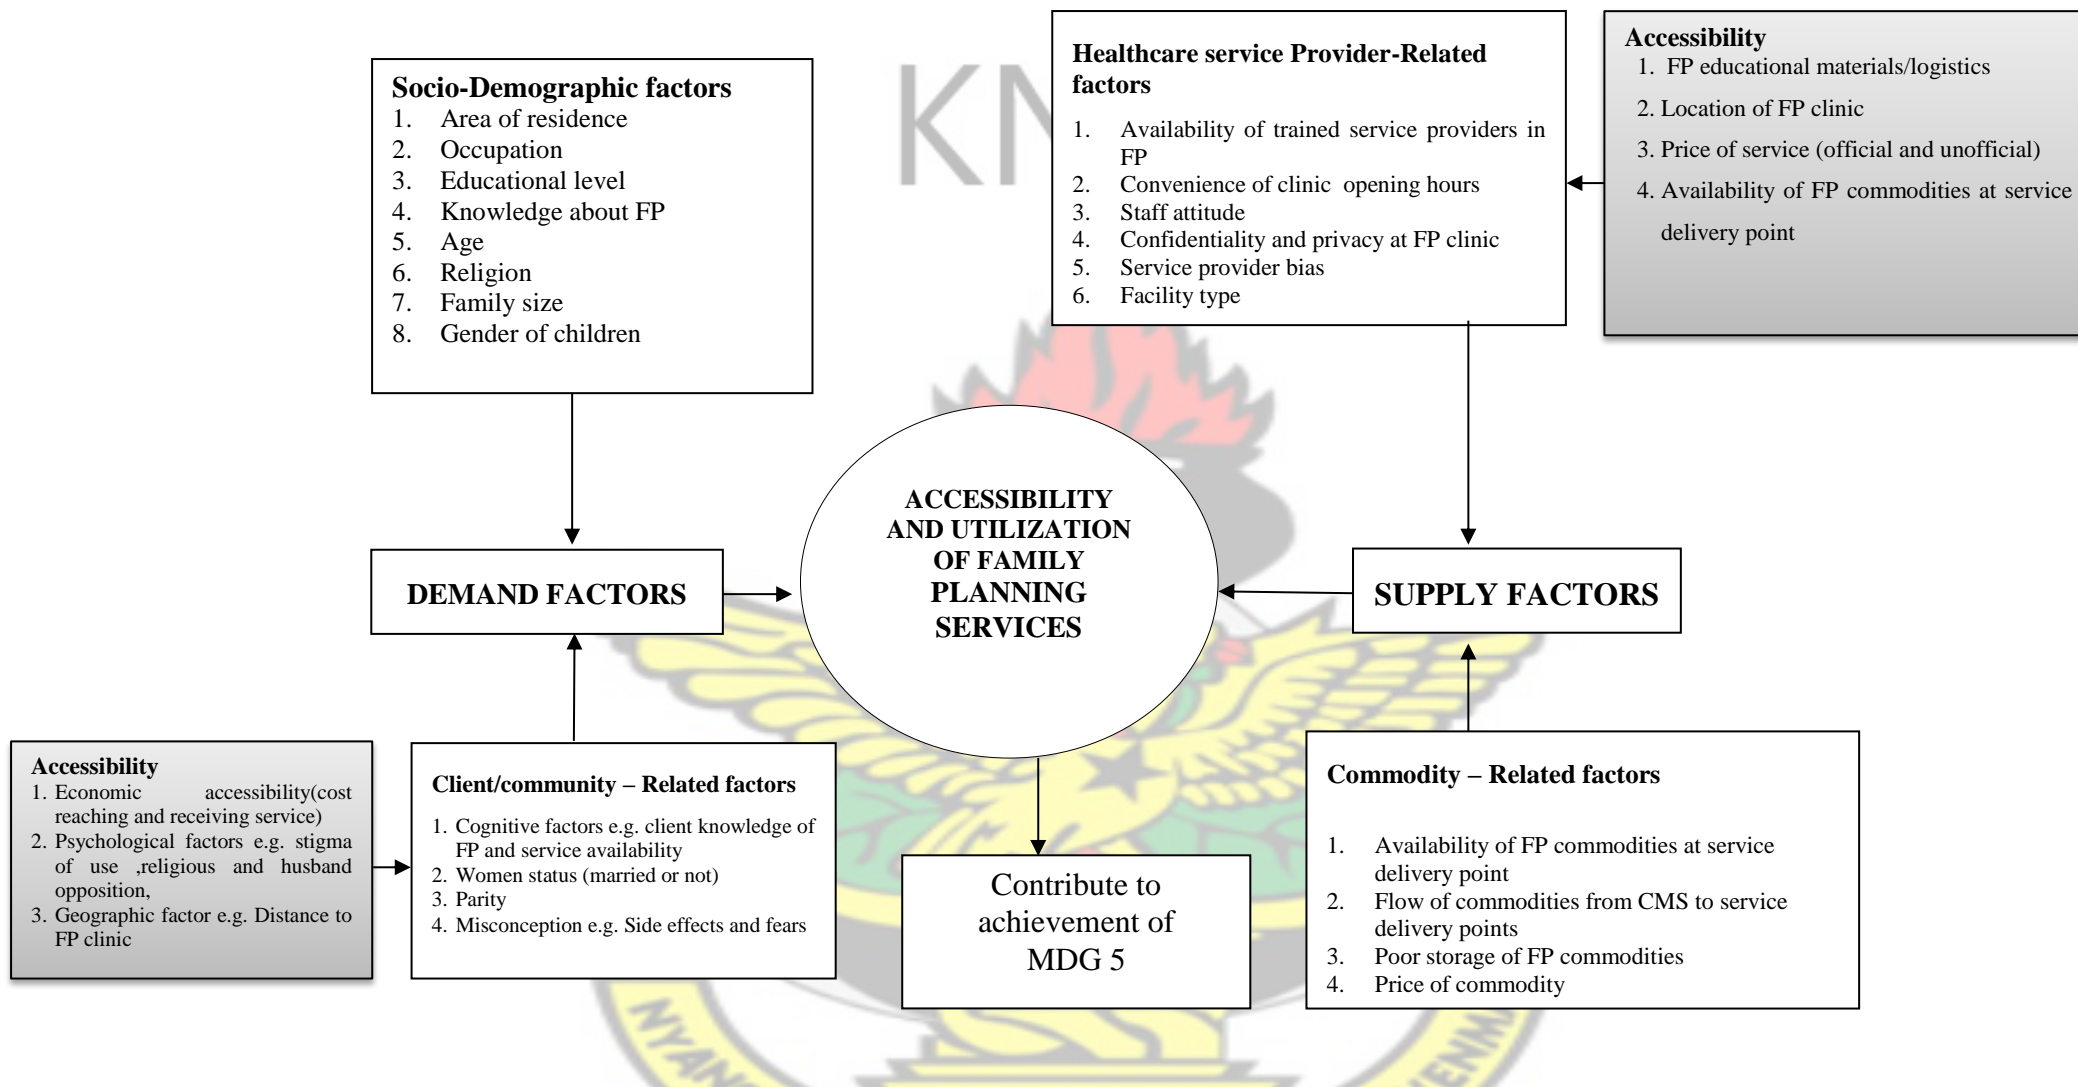 KN
Socio-Demographic factors
1. Area of residence
2. Occupation
3. Educational level
4. Knowledge about FP
5. Age
6. Religion
7. Family size
8. Gender of children
Healthcare service Provider-Related
factors
1. Availability of trained service providers in
FP
2. Convenience of clinic opening hours
3. Staff attitude
4. Confidentiality and privacy at FP clinic
5. Service provider bias
6. Facility type
Accessibility
1. FP educational materials/logistics
2. Location of FP clinic
3. Price of service (official and unofficial)
4. Availability of FP commodities at service
delivery point
DEMAND FACTORS
ACCESSIBILITY
AND UTILIZATION
OF FAMILY
PLANNING
SERVICES
SUPPLY FACTORS
Accessibility
1. Economic accessibility(cost
reaching and receiving service)
2. Psychological factors e.g. stigma
of use ,religious and husband
opposition,
3. Geographic factor e.g. Distance to
FP clinic
Client/community – Related factors
1. Cognitive factors e.g. client knowledge of
FP and service availability
2. Women status (married or not)
3. Parity
4. Misconception e.g. Side effects and fears
Contribute to
achievement of
MDG 5
Commodity – Related factors
1. Availability of FP commodities at service
delivery point
2. Flow of commodities from CMS to service
delivery points
3. Poor storage of FP commodities
4. Price of commodity